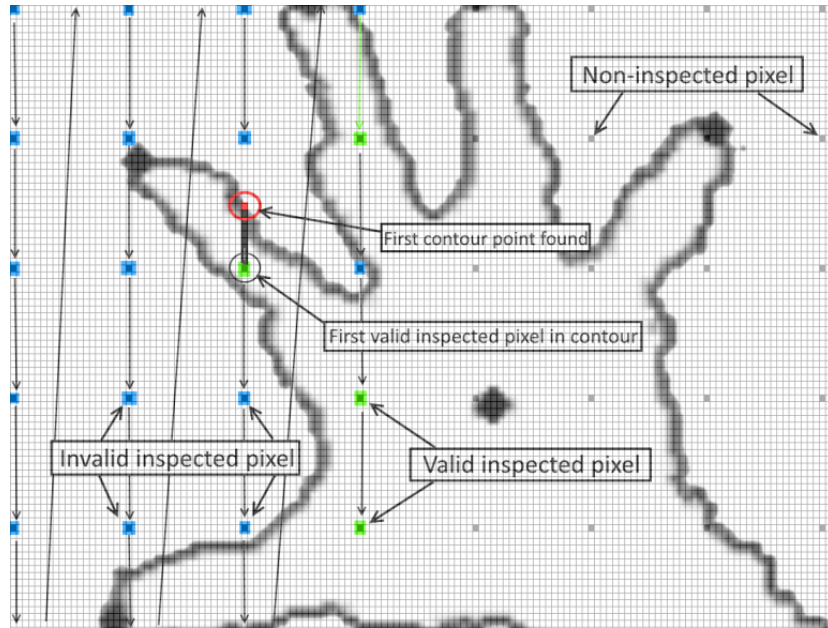 Non-inspected pixel
First contour point found
First valid inspected pixel in contour
Invalid inspected pixel
Valid inspected pixel